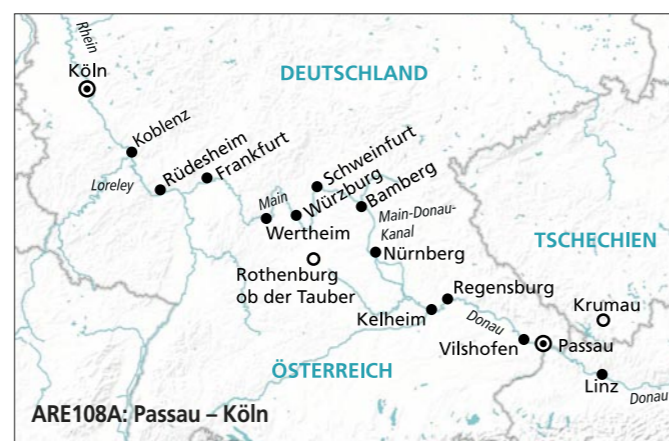 Rhein
Köln
DEUTSCHLAND
Koblenz
Loreley
Rüdesheim
Frankfurt
Main
Wertheim
Würzburg
Schweinfurt
Bamberg
Main-Donau-
Kanal
Nürnberg
TSCHECHIEN
Rothenburg
ob der Tauber
Regensburg
Kelheim
Donau
Krumau
Vilshofen
Passau
ÖSTERREICH
Linz
Donau
ARE108A: Passau – Köln